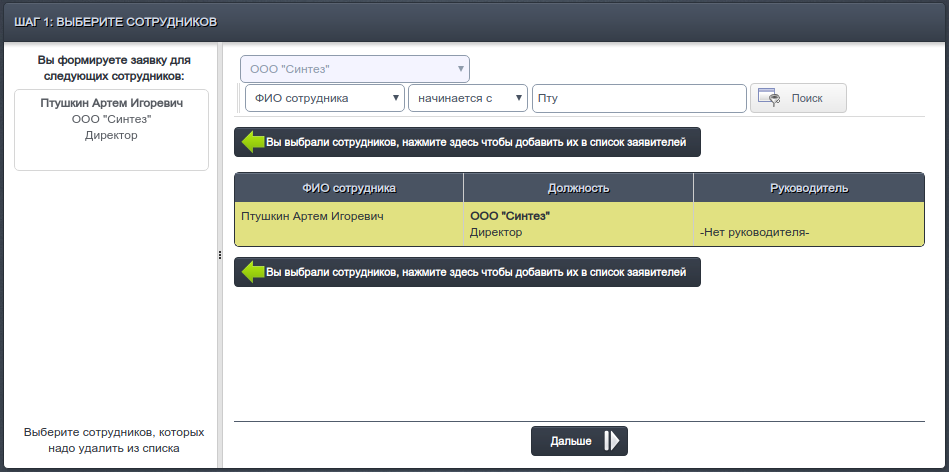 ШАГ 1: ВЫБЕРИТЕ СОТРУДНИКОВ
Вы формируете заявку для
следующих сотрудников:
Птушкин Артем Игоревич
ООО "Синтез"
Директор
Выберите сотрудников, которых
надо удалить из списка
ООО "Синтез"
ФИО сотрудника начинается с Пту Поиск
Вы выбрали сотрудников, нажмите здесь чтобы добавить их в список заявителей
ФИО сотрудника Должность Руководитель
Птушкин Артем Игоревич ООО "Синтез"
Директор -Нет руководителя-
Вы выбрали сотрудников, нажмите здесь чтобы добавить их в список заявителей
Дальше